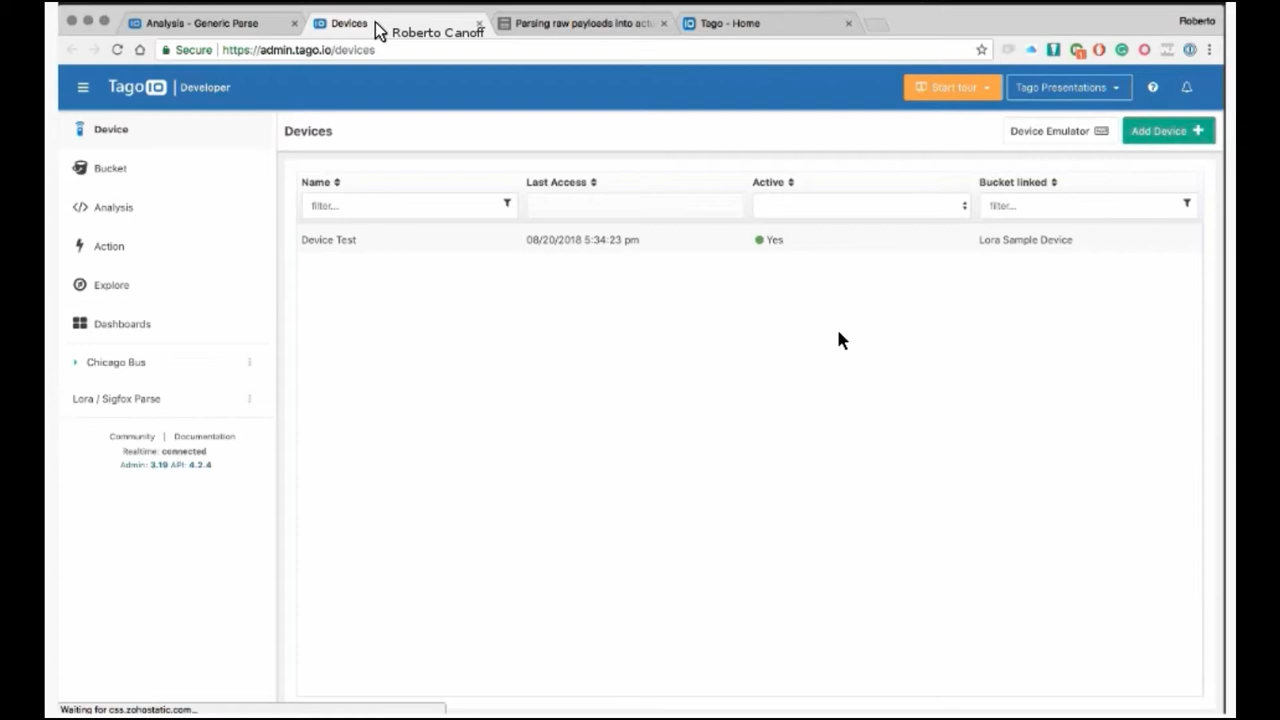 Analysis - Generic Parse
Devices
Parsing raw payloads into actu
Tago - Home
Roberto
Roberto Canoff
Secure
https://admin.tago.io/devices
Tago IO | Developer
Start tour
Tago Presentations
Device
Bucket
Analysis
Action
Explore
Dashboards
Chicago Bus
Lora / Sigfox Parse
Community | Documentation
Realtime: connected
Admin: 3.19 API: 4.2.4
Devices
Device Emulator
Add Device +
Name Last Access Active Bucket linked
filter... filter...
Device Test 08/20/2018 5:34:23 pm Yes Lora Sample Device
Waiting for css.zohostatic.com...